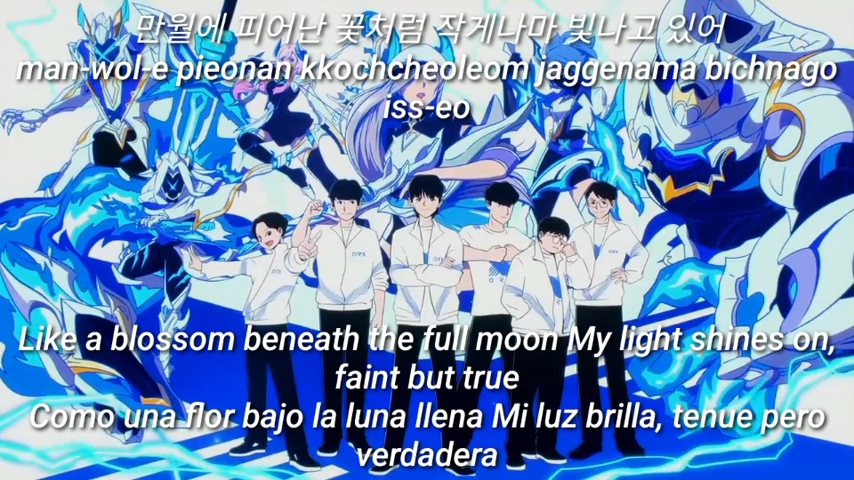 만월에 피어난 꽃처럼 작게나마 빛나고 있어
man-wol-e pieonan kkochcheoleom jaggenama bichnago
iss-eo
Like a blossom beneath the full moon My light shines on,
faint but true
Como una flor bajo la luna llena Mi luz brilla, tenue pero
verdadera